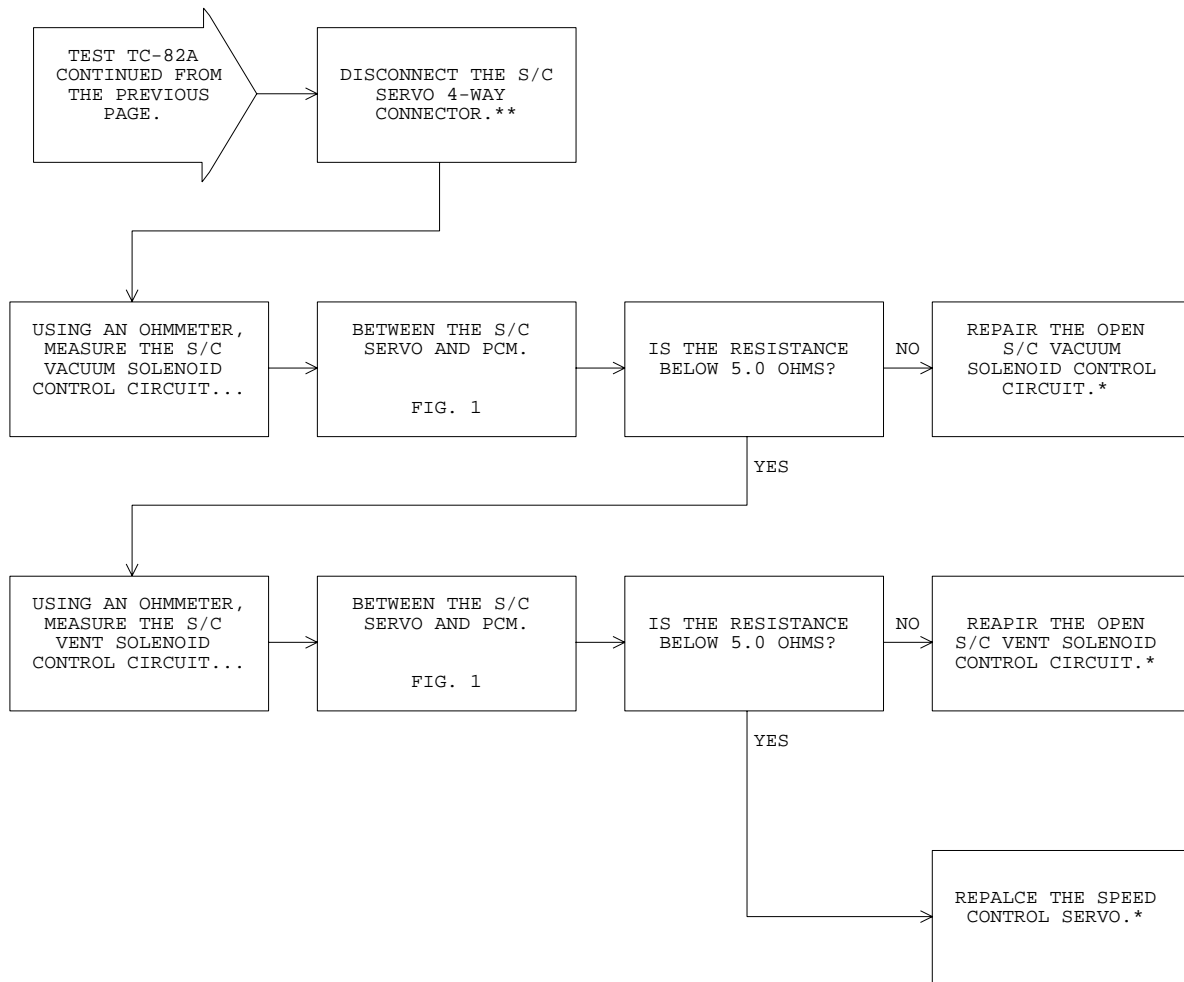 TEST TC-82A
CONTINUED FROM
THE PREVIOUS
PAGE.
DISCONNECT THE S/C
SERVO 4-WAY
CONNECTOR.**
USING AN OHMMETER,
MEASURE THE S/C
VACUUM SOLENOID
CONTROL CIRCUIT...
BETWEEN THE S/C
SERVO AND PCM.
FIG. 1
IS THE RESISTANCE
BELOW 5.0 OHMS?
NO
REPAIR THE OPEN
S/C VACUUM
SOLENOID CONTROL
CIRCUIT.*
YES
USING AN OHMMETER,
MEASURE THE S/C
VENT SOLENOID
CONTROL CIRCUIT...
BETWEEN THE S/C
SERVO AND PCM.
FIG. 1
IS THE RESISTANCE
BELOW 5.0 OHMS?
NO
REAPIR THE OPEN
S/C VENT SOLENOID
CONTROL CIRCUIT.*
YES
REPALCE THE SPEED
CONTROL SERVO.*